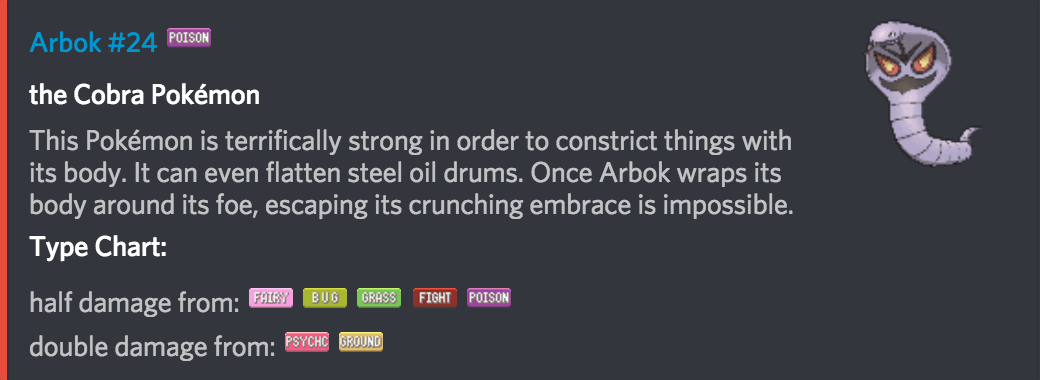 Arbok #24 POISON
the Cobra Pokémon
This Pokémon is terrifically strong in order to constrict things with
its body. It can even flatten steel oil drums. Once Arbok wraps its
body around its foe, escaping its crunching embrace is impossible.
Type Chart:
half damage from: FAIRY BUG GRASS FIGHT POISON
double damage from: PSYCHC GROUND